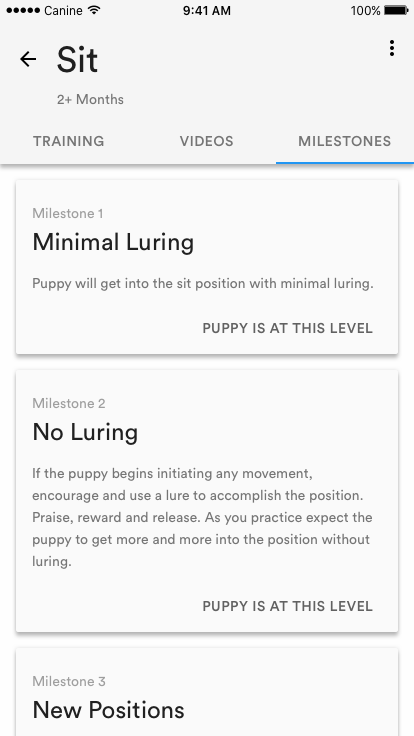 Canine 9:41 AM 100%
Sit
2+ Months
TRAINING VIDEOS MILESTONES
Milestone 1
Minimal Luring
Puppy will get into the sit position with minimal luring.
PUPPY IS AT THIS LEVEL
Milestone 2
No Luring
If the puppy begins initiating any movement,
encourage and use a lure to accomplish the position.
Praise, reward and release. As you practice expect the
puppy to get more and more into the position without
luring.
PUPPY IS AT THIS LEVEL
Milestone 3
New Positions